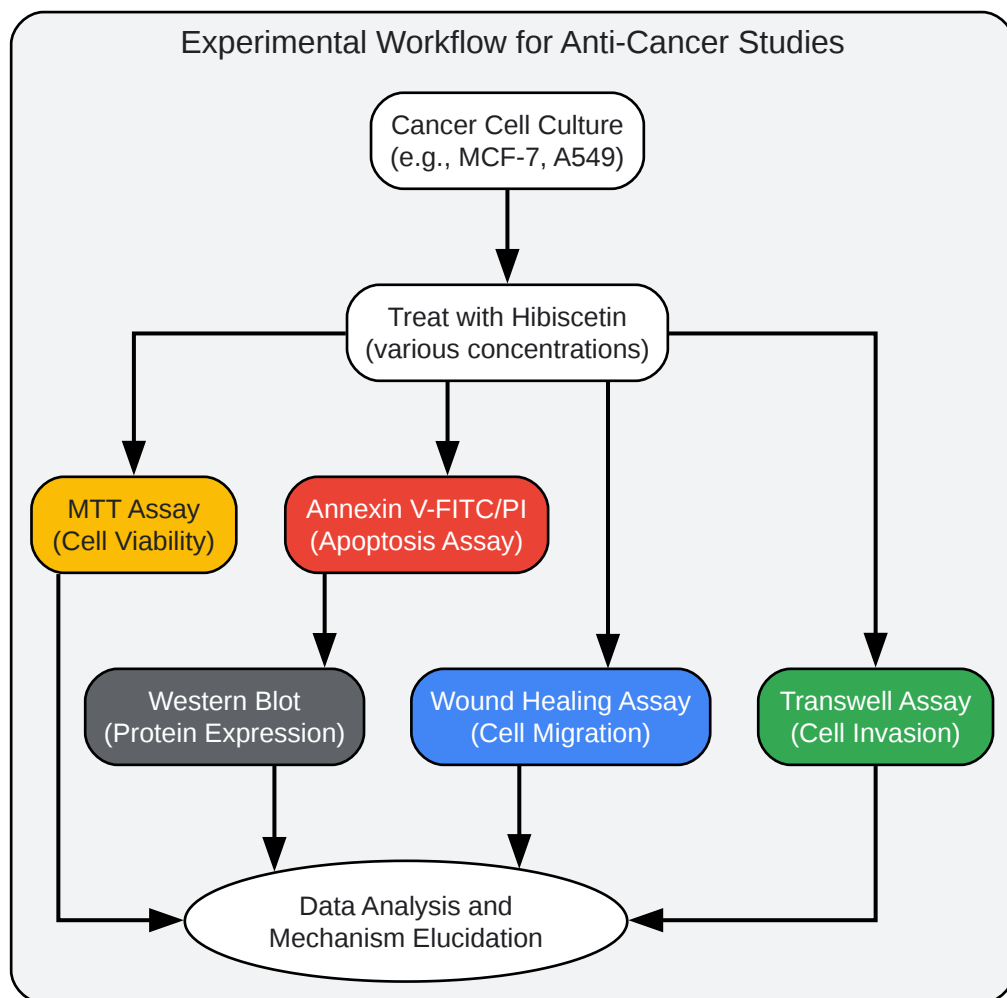 Experimental Workflow for Anti-Cancer Studies
Cancer Cell Culture
(e.g., MCF-7, A549)
Treat with Hibiscetin
(various concentrations)
MTT Assay
(Cell Viability)
Annexin V-FITC/PI
(Apoptosis Assay)
Western Blot
(Protein Expression)
Wound Healing Assay
(Cell Migration)
Transwell Assay
(Cell Invasion)
Data Analysis and
Mechanism Elucidation